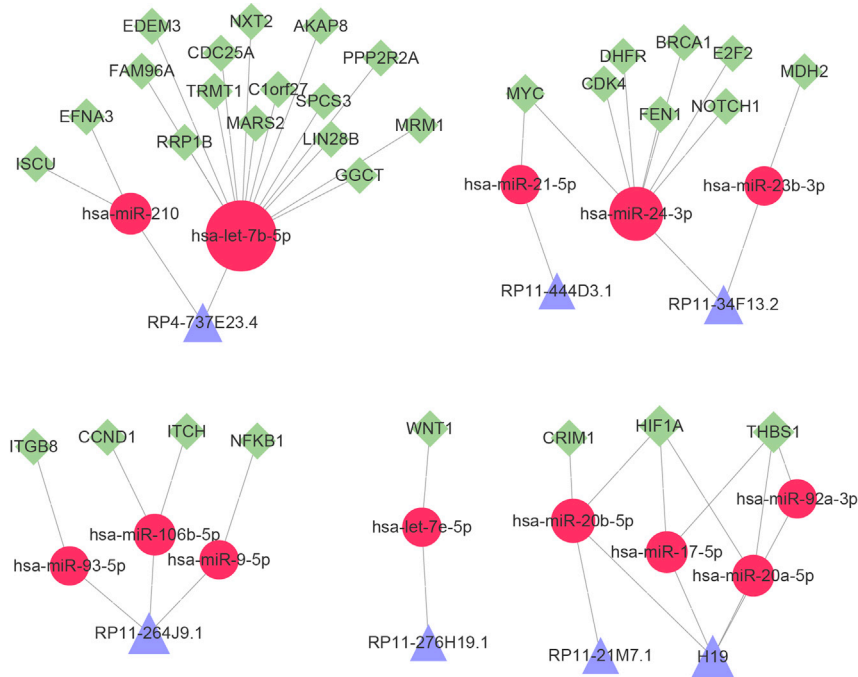 EDEM3
NXT2
AKAP8
CDC25A
PPP2R2A
FAM96A
TRMT1
C1orf27
SPCS3
EFNA3
MARS2
MRM1
RRP1B
LIN28B
ISCU
GGCT
hsa-miR-210
hsa-let-7b-5p
RP4-737E23.4
BRCA1
DHFR
E2F2
MDH2
MYC
CDK4
FEN1
NOTCH1
hsa-miR-21-5p
hsa-miR-24-3p
hsa-miR-23b-3p
RP11-444D3.1
RP11-34F13.2
ITGB8
CCND1
ITCH
NFKB1
hsa-miR-106b-5p
hsa-miR-93-5p
hsa-miR-9-5p
RP11-264J9.1
WNT1
hsa-let-7e-5p
RP11-276H19.1
CRIM1
HIF1A
THBS1
hsa-miR-92a-3p
hsa-miR-20b-5p
hsa-miR-17-5p
hsa-miR-20a-5p
RP11-21M7.1
H19